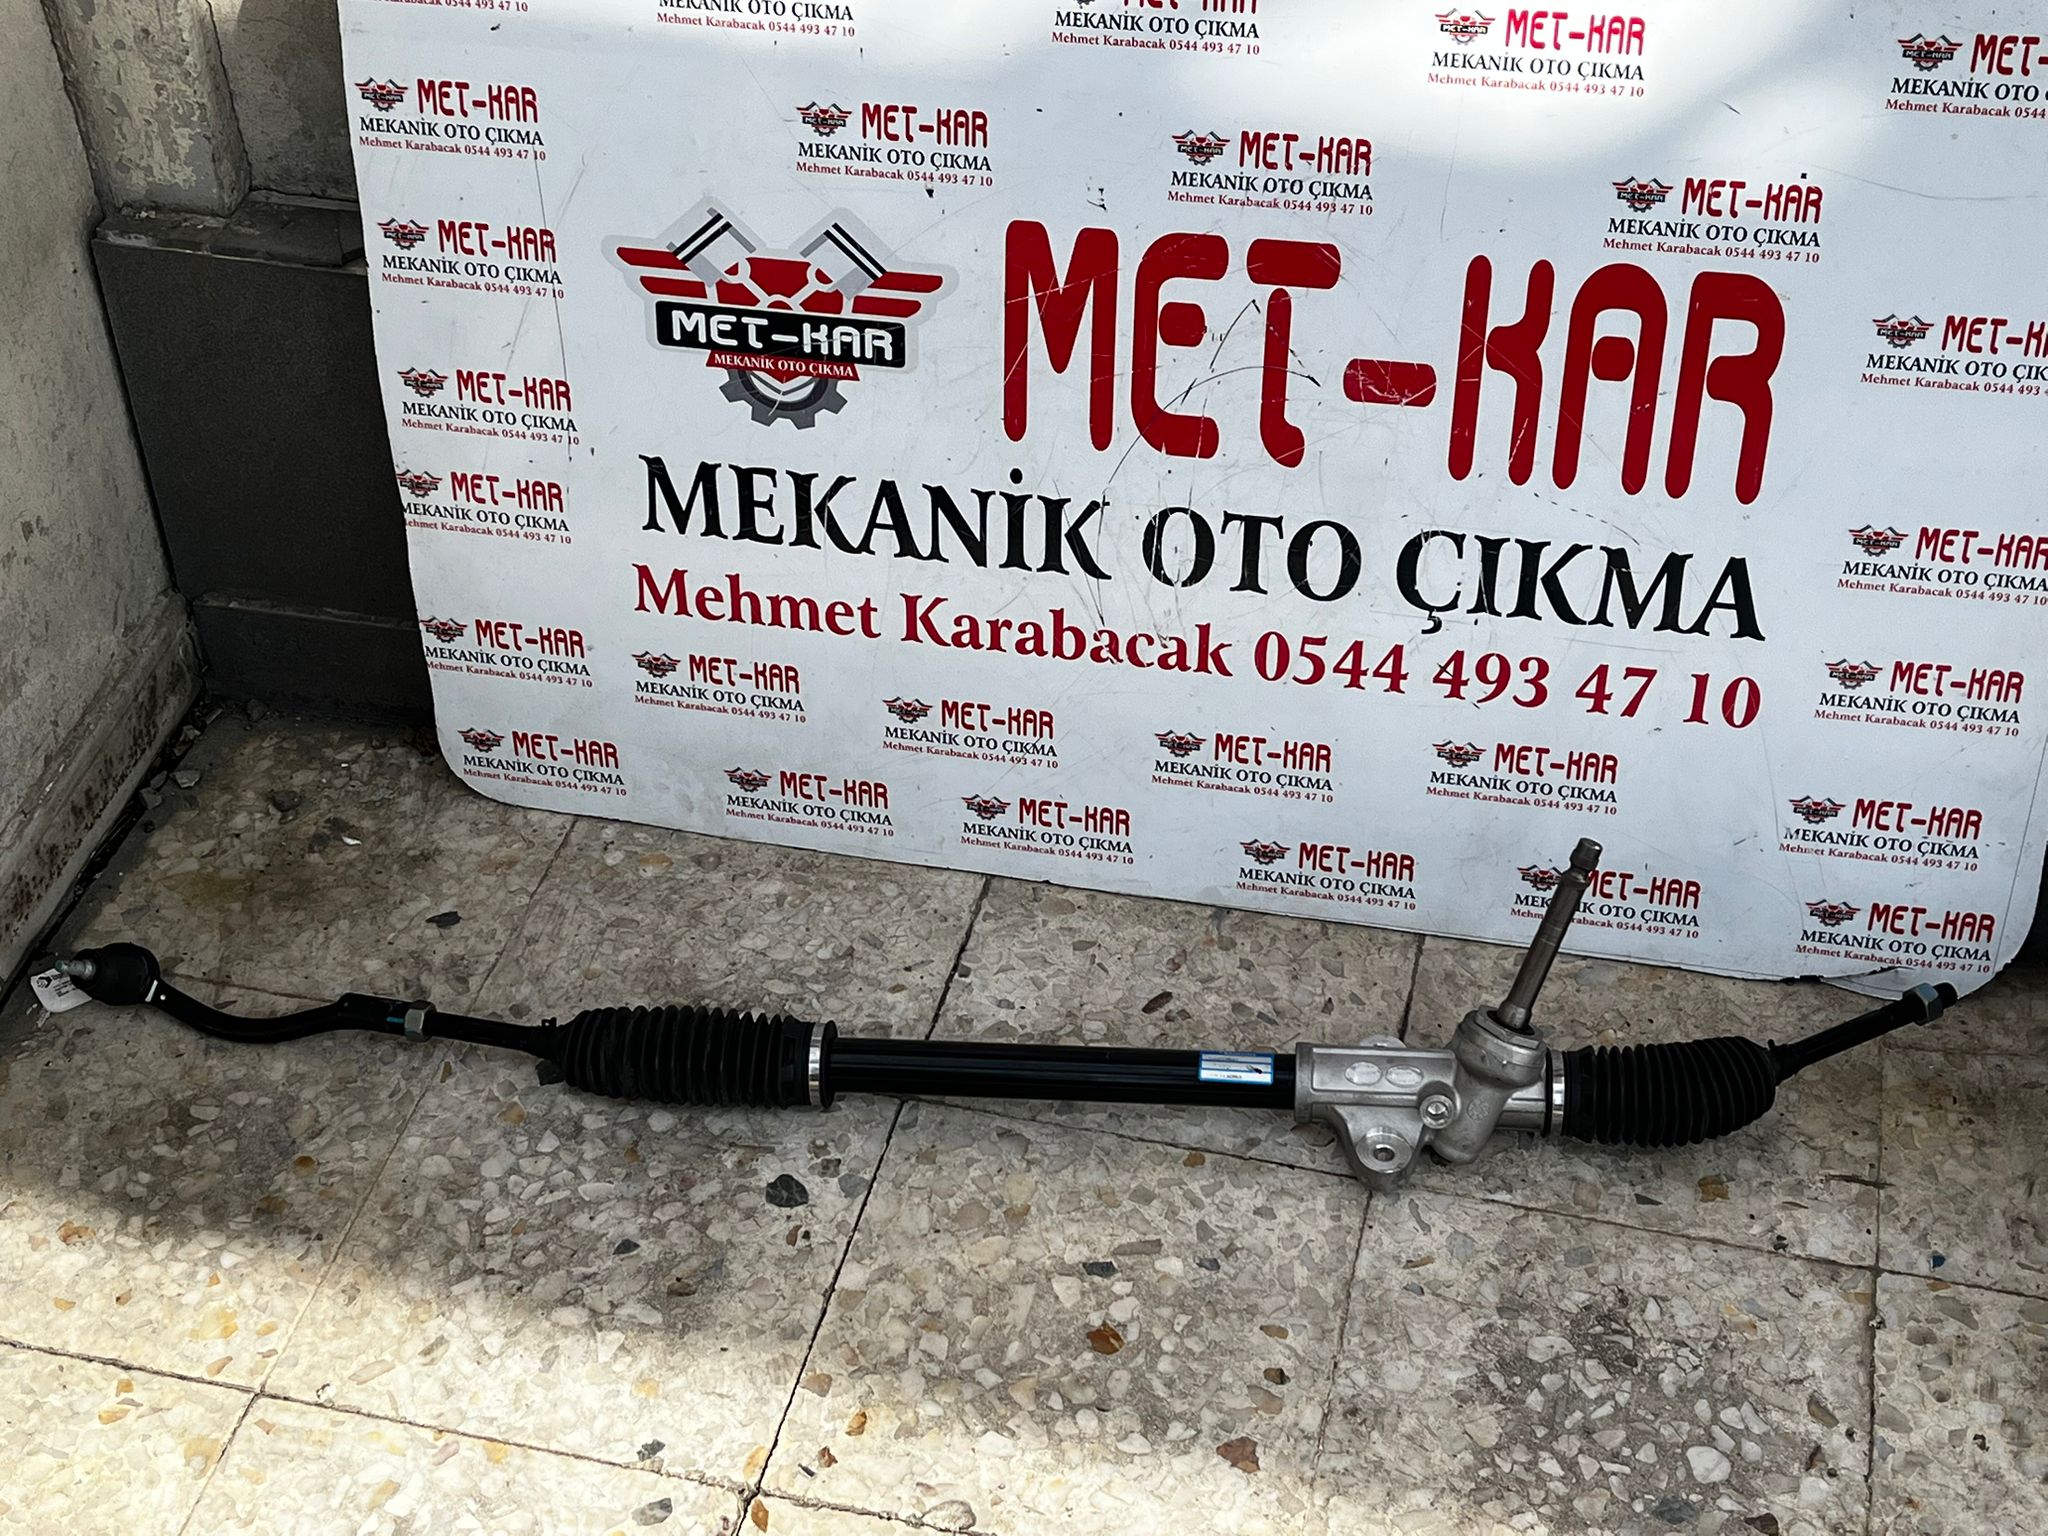 MET-KAR
MEKANİK OTO ÇIKMA
MET-KAR
MEKANİK OTO ÇIKMA
Mehmet Karabacak 0544 493 47 10